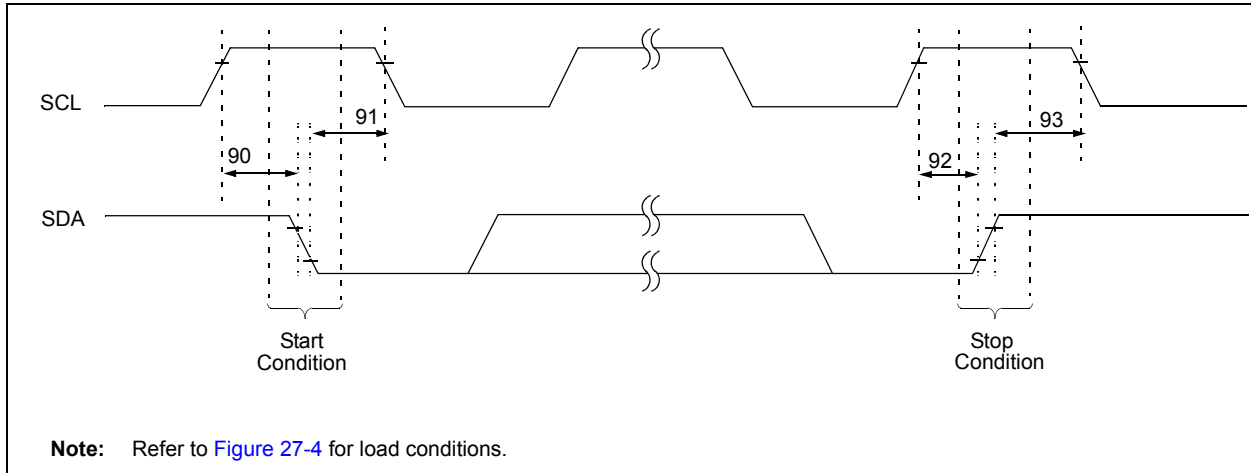 SCL
91
93
90
92
SDA
Start
Condition
Stop
Condition
Note: Refer to Figure 27-4 for load conditions.